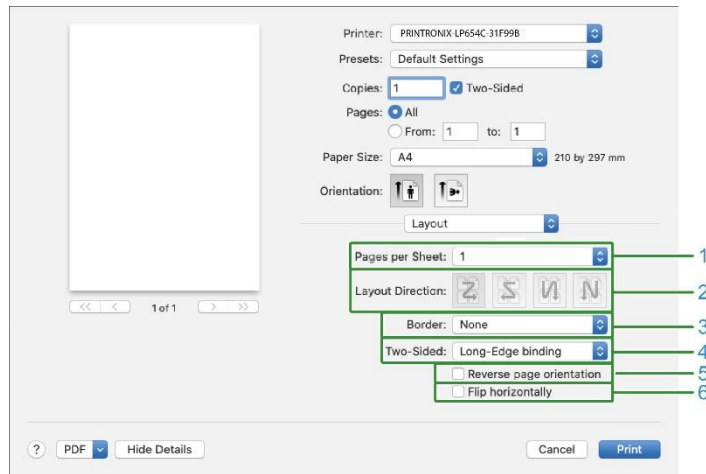 Printer: PRINTRONIX-LP654C-31F99B
Presets: Default Settings
Copies: 1 Two-Sided
Pages: All
From: 1 to: 1
Paper Size: A4 210 by 297 mm
Orientation:
Layout
Pages per Sheet: 1 1
Layout Direction: 2
Border: None 3
Two-Sided: Long-Edge binding 4
Reverse page orientation 5
Flip horizontally 6
<< < 1 of 1 > >>
? PDF Hide Details Cancel Print